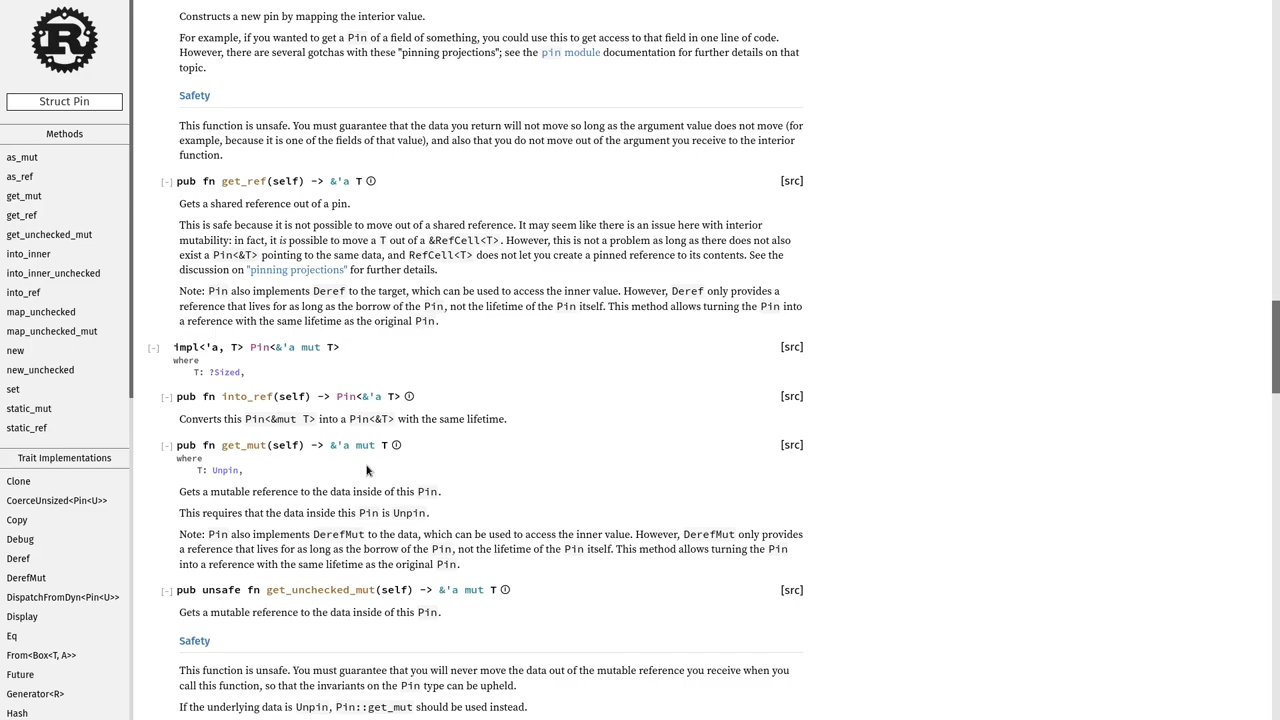 R
Struct Pin
Methods
as_mut
as_ref
get_mut
get_ref
get_unchecked_mut
into_inner
into_inner_unchecked
into_ref
map_unchecked
map_unchecked_mut
new
new_unchecked
set
static_mut
static_ref
Trait Implementations
Clone
CoerceUnsized<Pin<U>>
Copy
Debug
Deref
DerefMut
DispatchFromDyn<Pin<U>>
Display
Eq
From<Box<T, A>>
Future
Generator<R>
Hash
Constructs a new pin by mapping the interior value.
For example, if you wanted to get a Pin of a field of something, you could use this to get access to that field in one line of code.
However, there are several gotchas with these "pinning projections"; see the pin module documentation for further details on that
topic.
Safety
This function is unsafe. You must guarantee that the data you return will not move so long as the argument value does not move (for
example, because it is one of the fields of that value), and also that you do not move out of the argument you receive to the interior
function.
[-] pub fn get_ref(self) -> &'a T ⓘ [src]
Gets a shared reference out of a pin.
This is safe because it is not possible to move out of a shared reference. It may seem like there is an issue here with interior
mutability: in fact, it is possible to move a T out of a &RefCell<T>. However, this is not a problem as long as there does not also
exist a Pin<&T> pointing to the same data, and RefCell<T> does not let you create a pinned reference to its contents. See the
discussion on "pinning projections" for further details.
Note: Pin also implements Deref to the target, which can be used to access the inner value. However, Deref only provides a
reference that lives for as long as the borrow of the Pin, not the lifetime of the Pin itself. This method allows turning the Pin into
a reference with the same lifetime as the original Pin.
[-] impl<'a, T> Pin<&'a mut T> [src]
where
T: ?Sized,
[-] pub fn into_ref(self) -> Pin<&'a T> ⓘ [src]
Converts this Pin<&mut T> into a Pin<&T> with the same lifetime.
[-] pub fn get_mut(self) -> &'a mut T ⓘ [src]
where
T: Unpin,
Gets a mutable reference to the data inside of this Pin.
This requires that the data inside this Pin is Unpin.
Note: Pin also implements DerefMut to the data, which can be used to access the inner value. However, DerefMut only provides
a reference that lives for as long as the borrow of the Pin, not the lifetime of the Pin itself. This method allows turning the Pin
into a reference with the same lifetime as the original Pin.
[-] pub unsafe fn get_unchecked_mut(self) -> &'a mut T ⓘ [src]
Gets a mutable reference to the data inside of this Pin.
Safety
This function is unsafe. You must guarantee that you will never move the data out of the mutable reference you receive when you
call this function, so that the invariants on the Pin type can be upheld.
If the underlying data is Unpin, Pin::get_mut should be used instead.